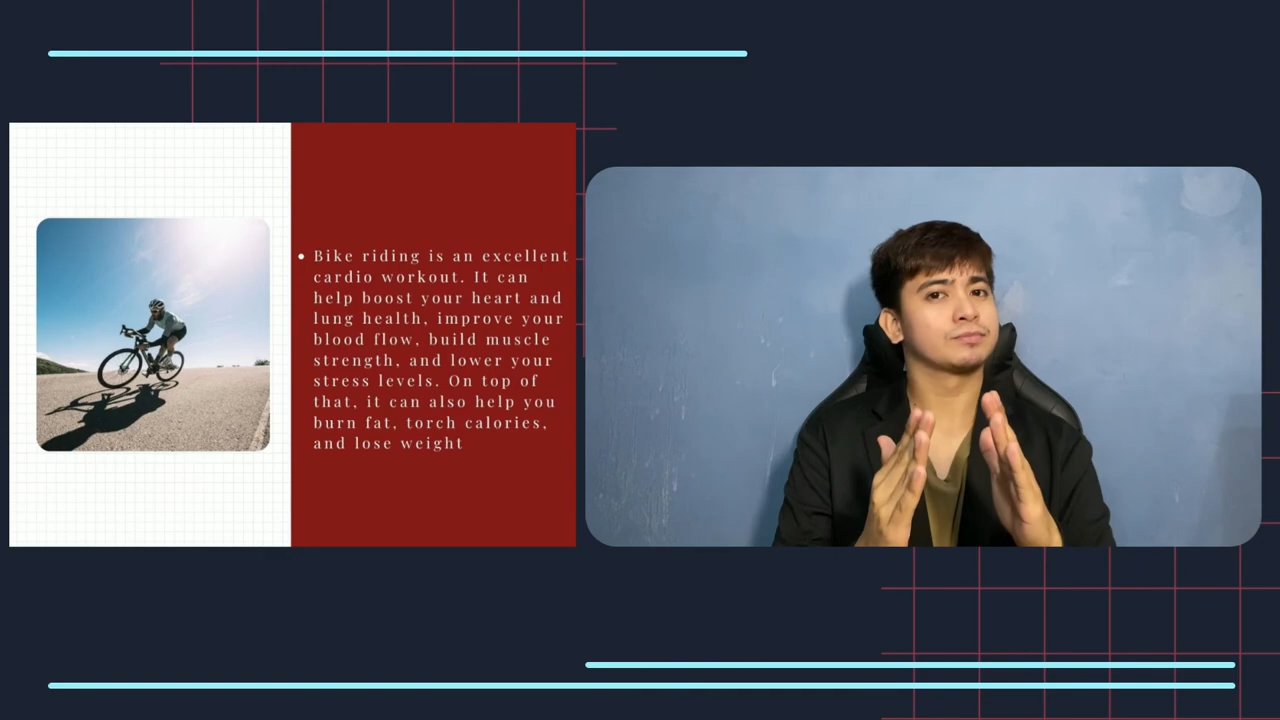 • Bike riding is an excellent
cardio workout. It can
help boost your heart and
lung health, improve your
blood flow, build muscle
strength, and lower your
stress levels. On top of
that, it can also help you
burn fat, torch calories,
and lose weight